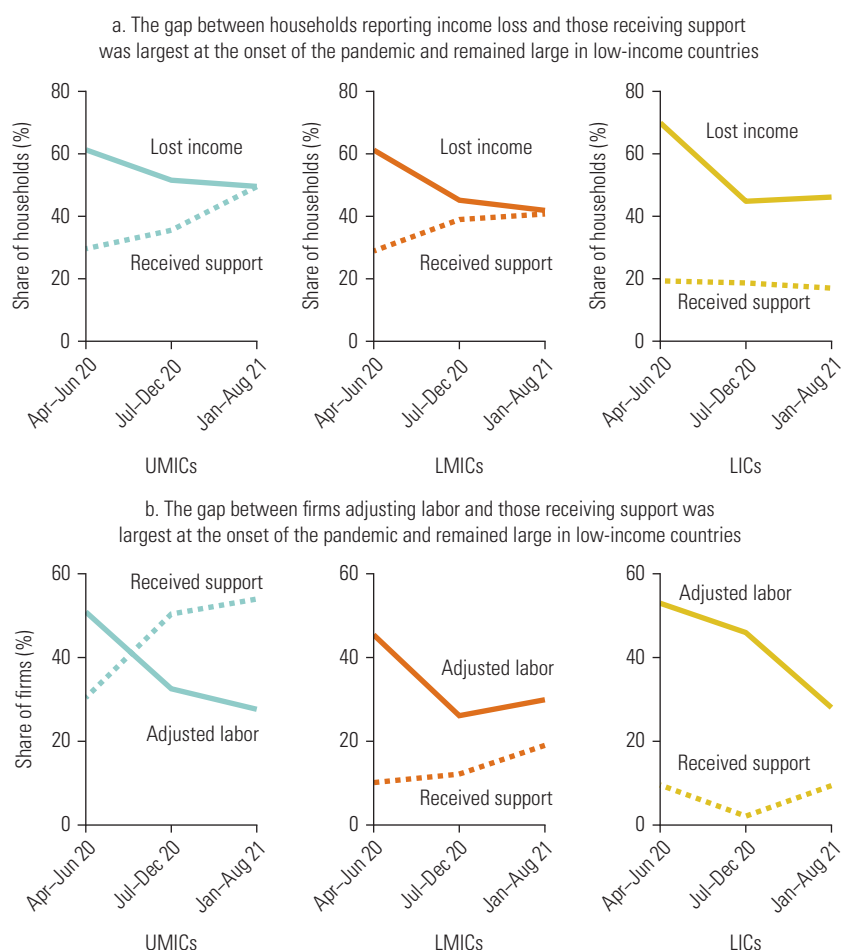 a. The gap between households reporting income loss and those receiving support
was largest at the onset of the pandemic and remained large in low-income countries
Share of households (%)
80
60
40
20
0
Lost income
Received support
Apr–Jun 20
Jul–Dec 20
Jan–Aug 21
UMICs
Share of households (%)
80
60
40
20
0
Lost income
Received support
Apr–Jun 20
Jul–Dec 20
Jan–Aug 21
LMICs
Share of households (%)
80
60
40
20
0
Lost income
Received support
Apr–Jun 20
Jul–Dec 20
Jan–Aug 21
LICs
b. The gap between firms adjusting labor and those receiving support was
largest at the onset of the pandemic and remained large in low-income countries
Share of firms (%)
60
40
20
0
Received support
Adjusted labor
Apr–Jun 20
Jul–Dec 20
Jan–Aug 21
UMICs
60
40
20
0
Adjusted labor
Received support
Apr–Jun 20
Jul–Dec 20
Jan–Aug 21
LMICs
60
40
20
0
Adjusted labor
Received support
Apr–Jun 20
Jul–Dec 20
Jan–Aug 21
LICs